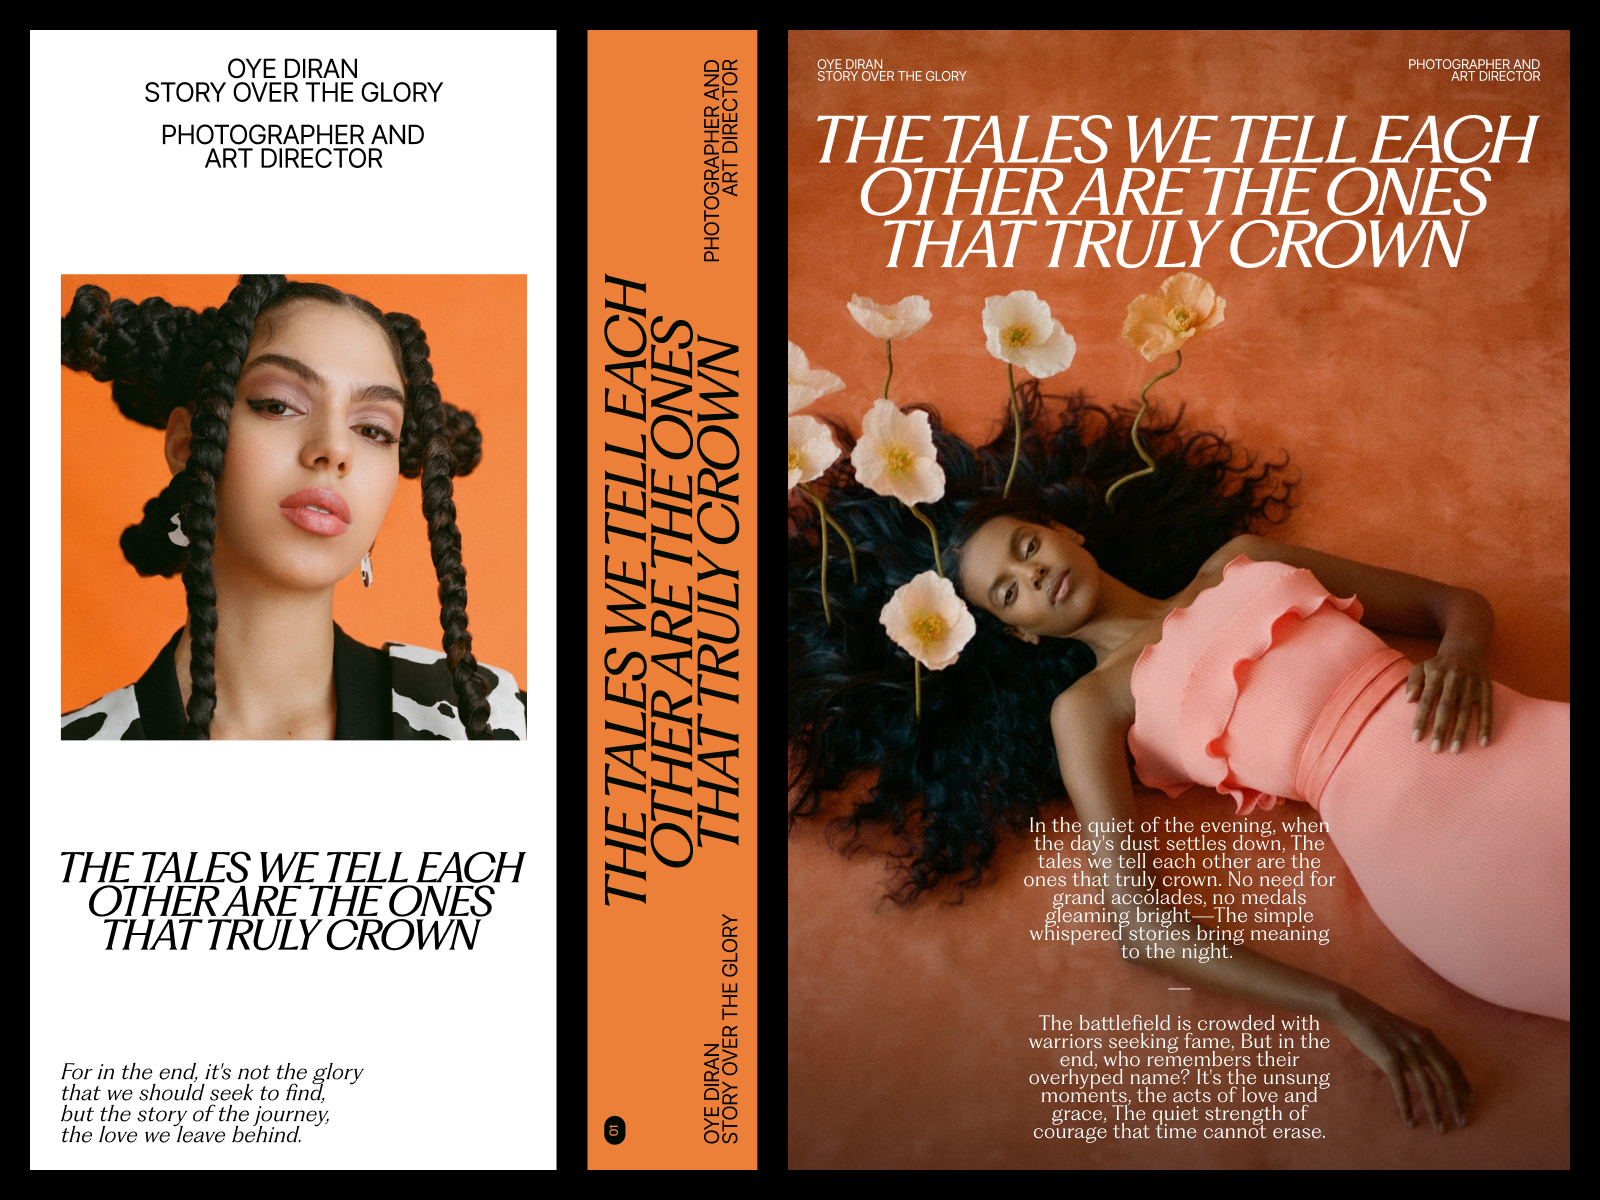 OYE DIRAN
STORY OVER THE GLORY
PHOTOGRAPHER AND
ART DIRECTOR
THE TALES WE TELL EACH
OTHER ARE THE ONES
THAT TRULY CROWN
For in the end, it's not the glory
that we should seek to find,
but the story of the journey,
the love we leave behind.
PHOTOGRAPHER AND
ART DIRECTOR
THE TALES WE TELL EACH
OTHER ARE THE ONES
THAT TRULY CROWN
OYE DIRAN
STORY OVER THE GLORY
01
OYE DIRAN
STORY OVER THE GLORY
PHOTOGRAPHER AND
ART DIRECTOR
THE TALES WE TELL EACH
OTHER ARE THE ONES
THAT TRULY CROWN
In the quiet of the evening, when
the day's dust settles down, The
tales we tell each other are the
ones that truly crown. No need for
grand accolades, no medals
gleaming bright—The simple
whispered stories bring meaning
to the night.
—
The battlefield is crowded with
warriors seeking fame, But in the
end, who remembers their
overhyped name? It's the unsung
moments, the acts of love and
grace, The quiet strength of
courage that time cannot erase.